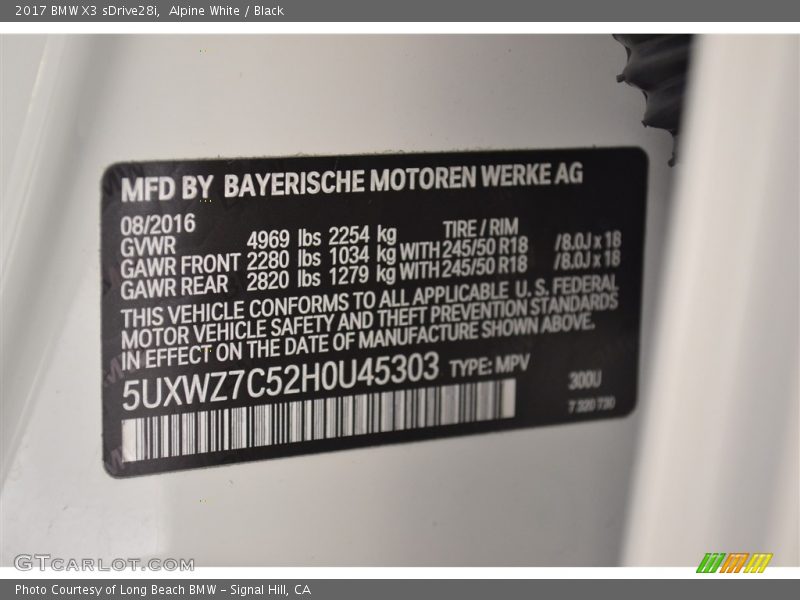 2017 BMW X3 sDrive28i, Alpine White / Black
MFD BY BAYERISCHE MOTOREN WERKE AG
08/2016 TIRE / RIM
GVWR 4969 lbs 2254 kg
GAWR FRONT 2280 lbs 1034 kg WITH 245/50 R18 /8.0J x 18
GAWR REAR 2820 lbs 1279 kg WITH 245/50 R18 /8.0J x 18
THIS VEHICLE CONFORMS TO ALL APPLICABLE U. S. FEDERAL
MOTOR VEHICLE SAFETY AND THEFT PREVENTION STANDARDS
IN EFFECT ON THE DATE OF MANUFACTURE SHOWN ABOVE.
5UXWZ7C52H0U45303 TYPE: MPV
300U
7 320 730
GTCARLOT.COM
Photo Courtesy of Long Beach BMW – Signal Hill, CA